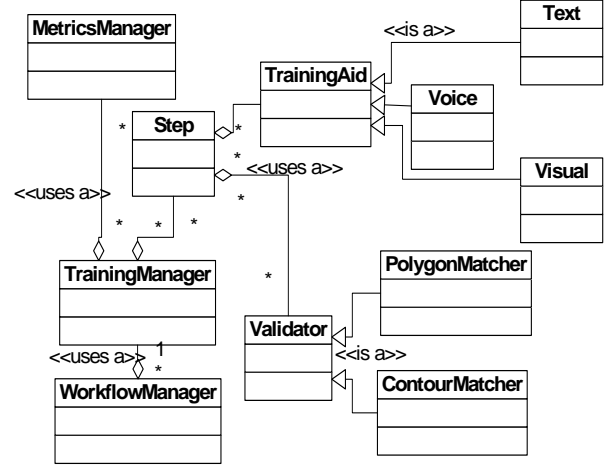 Text
MetricsManager
<<is a>>
TrainingAid
Voice
Step
*
*
*
<<uses a>>
Visual
<<uses a>>
*
*
*
*
*
PolygonMatcher
TrainingManager
*
Validator
1
<<uses a>>
<<is a>>
*
WorkflowManager
ContourMatcher